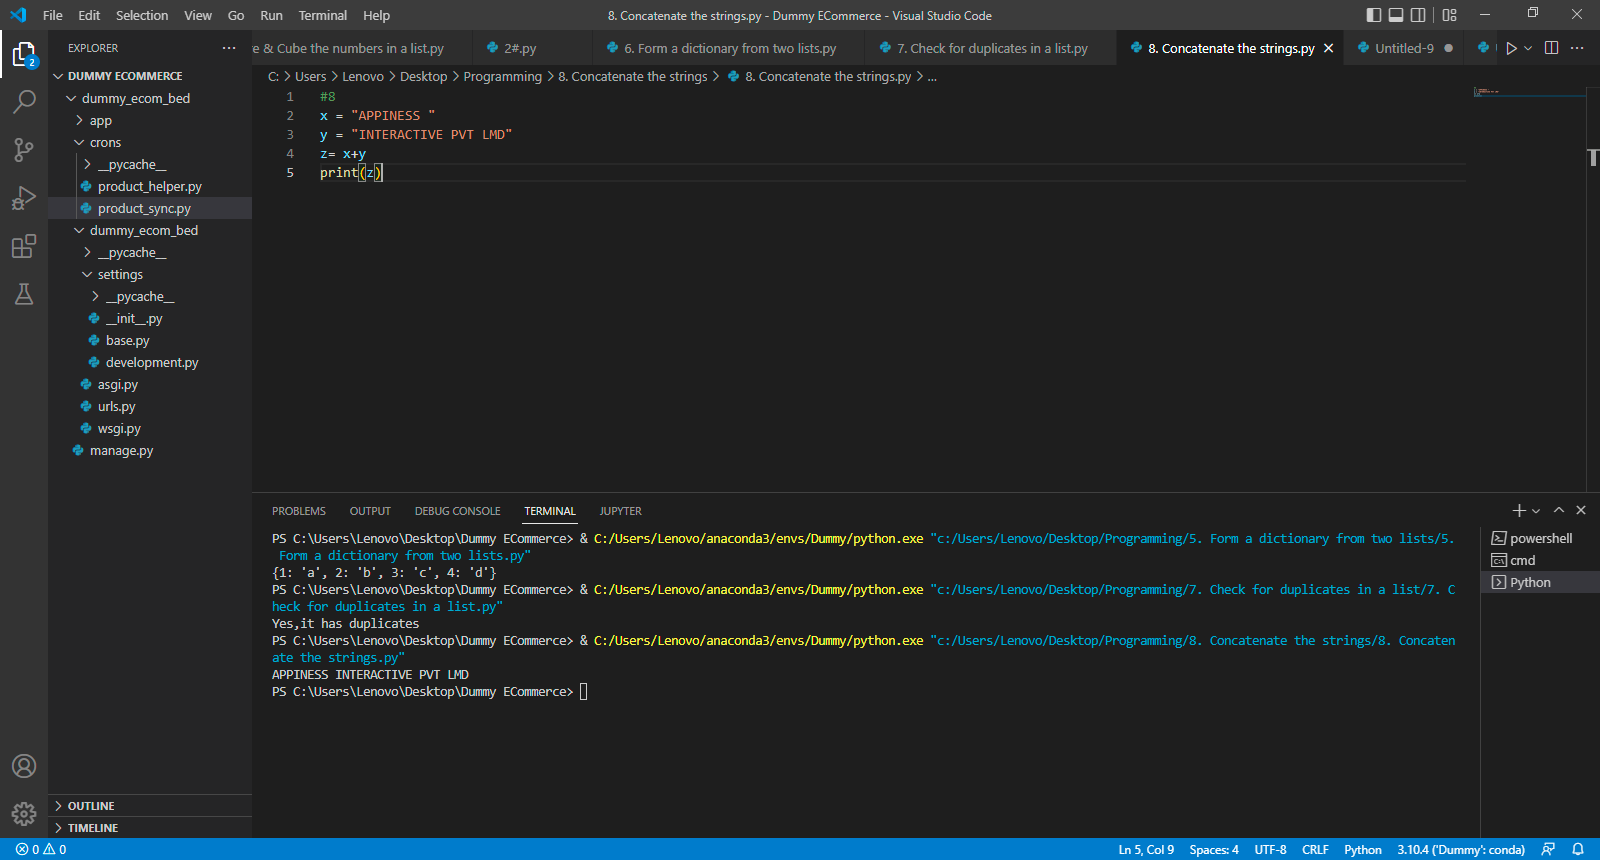 File Edit Selection View Go Run Terminal Help
8. Concatenate the strings.py - Dummy ECommerce - Visual Studio Code
EXPLORER
2
DUMMY ECOMMERCE
dummy_ecom_bed
app
crons
__pycache__
product_helper.py
product_sync.py
dummy_ecom_bed
__pycache__
settings
__pycache__
__init__.py
base.py
development.py
asgi.py
urls.py
wsgi.py
manage.py
OUTLINE
TIMELINE
e & Cube the numbers in a list.py 2#.py 6. Form a dictionary from two lists.py 7. Check for duplicates in a list.py 8. Concatenate the strings.py Untitled-9
C: > Users > Lenovo > Desktop > Programming > 8. Concatenate the strings > 8. Concatenate the strings.py > ...
1 #8
2 x = "APPINESS "
3 y = "INTERACTIVE PVT LMD"
4 z= x+y
5 print(z)
PROBLEMS OUTPUT DEBUG CONSOLE TERMINAL JUPYTER
PS C:\Users\Lenovo\Desktop\Dummy ECommerce> & C:/Users/Lenovo/anaconda3/envs/Dummy/python.exe "c:/Users/Lenovo/Desktop/Programming/5. Form a dictionary from two lists/5.
Form a dictionary from two lists.py"
{1: 'a', 2: 'b', 3: 'c', 4: 'd'}
PS C:\Users\Lenovo\Desktop\Dummy ECommerce> & C:/Users/Lenovo/anaconda3/envs/Dummy/python.exe "c:/Users/Lenovo/Desktop/Programming/7. Check for duplicates in a list/7. C
heck for duplicates in a list.py"
Yes,it has duplicates
PS C:\Users\Lenovo\Desktop\Dummy ECommerce> & C:/Users/Lenovo/anaconda3/envs/Dummy/python.exe "c:/Users/Lenovo/Desktop/Programming/8. Concatenate the strings/8. Concaten
ate the strings.py"
APPINESS INTERACTIVE PVT LMD
PS C:\Users\Lenovo\Desktop\Dummy ECommerce>
powershell
cmd
Python
0 0
Ln 5, Col 9 Spaces: 4 UTF-8 CRLF Python 3.10.4 ('Dummy': conda)